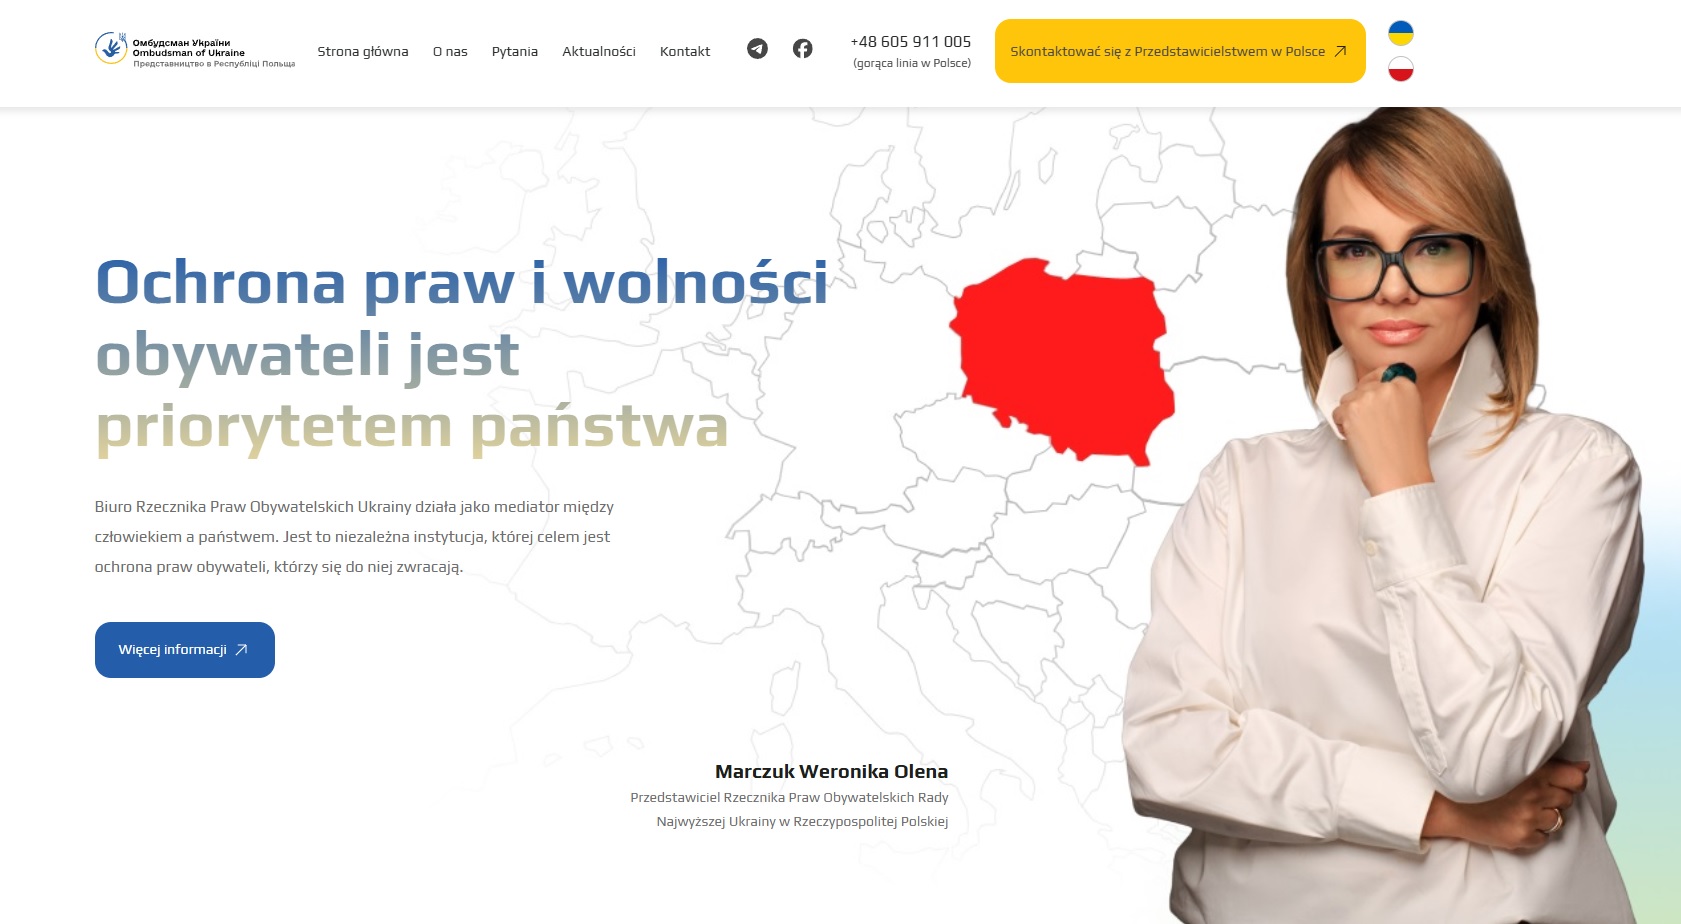 Омбудсман України
Ombudsman of Ukraine
Представництво в Республіці Польща
Strona główna
O nas
Pytania
Aktualności
Kontakt
+48 605 911 005
(gorąca linia w Polsce)
Skontaktować się z Przedstawicielstwem w Polsce
Ochrona praw i wolności
obywateli jest
priorytetem państwa
Biuro Rzecznika Praw Obywatelskich Ukrainy działa jako mediator między
człowiekiem a państwem. Jest to niezależna instytucja, której celem jest
ochrona praw obywateli, którzy się do niej zwracają.
Więcej informacji
Marczuk Weronika Olena
Przedstawiciel Rzecznika Praw Obywatelskich Rady
Najwyższej Ukrainy w Rzeczypospolitej Polskiej